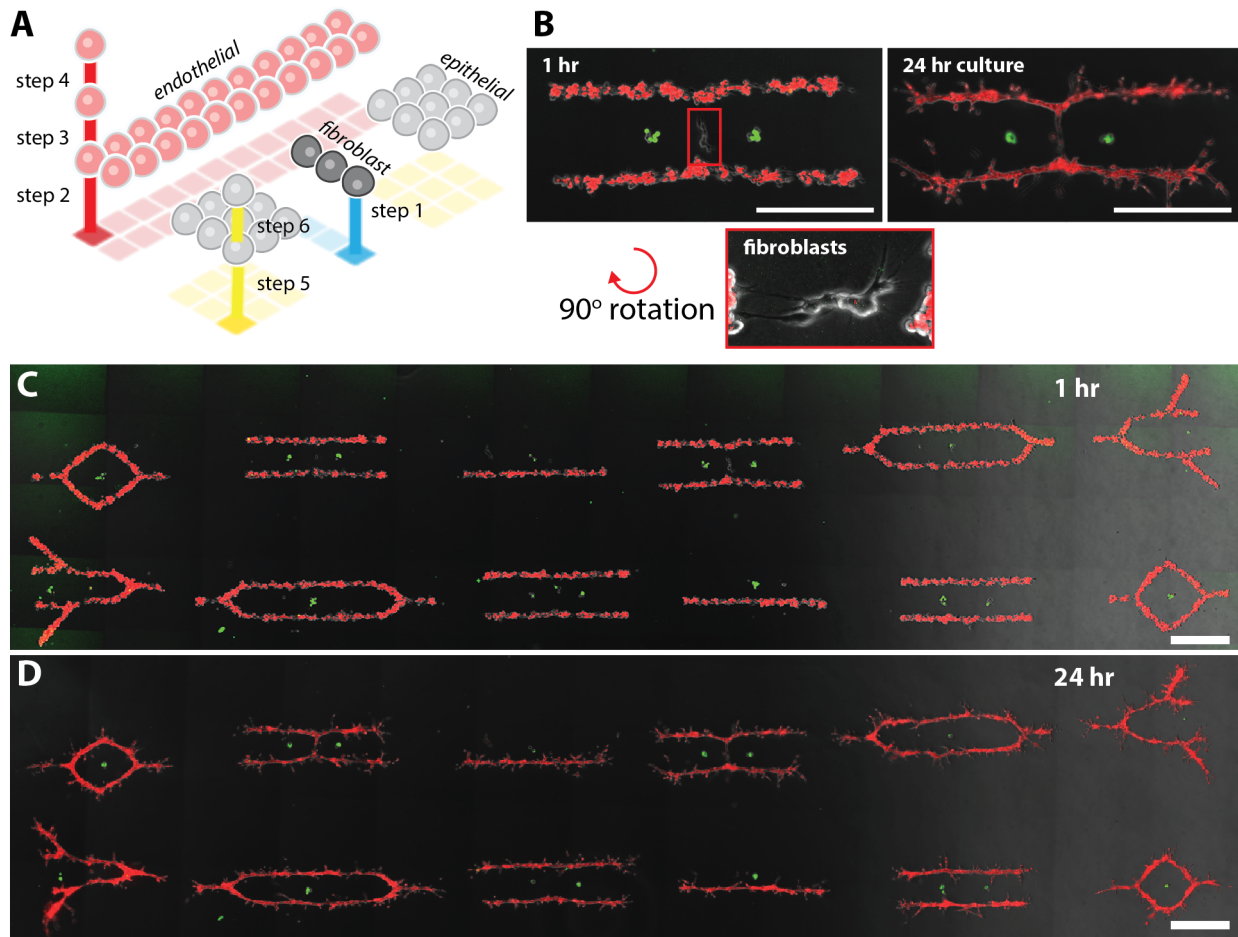 A
step 4
step 3
step 2
endothelial
epithelial
fibroblast
step 1
step 6
step 5
B
1 hr
24 hr culture
90° rotation
fibroblasts
C
1 hr
D
24 hr